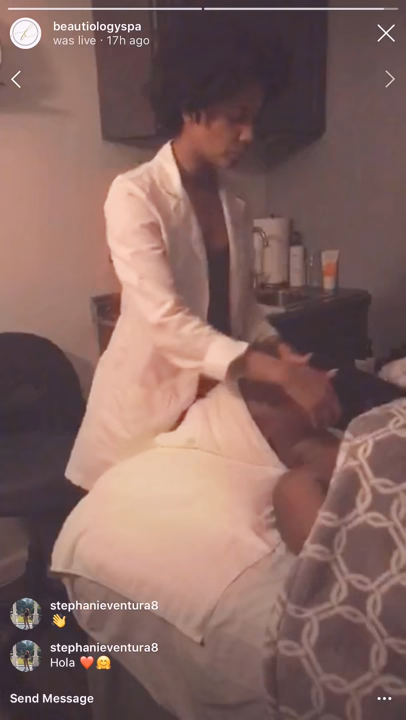 beautiologyspa
was live · 17h ago
stephanieventura8
👋
stephanieventura8
Hola ❤️🤗
Send Message